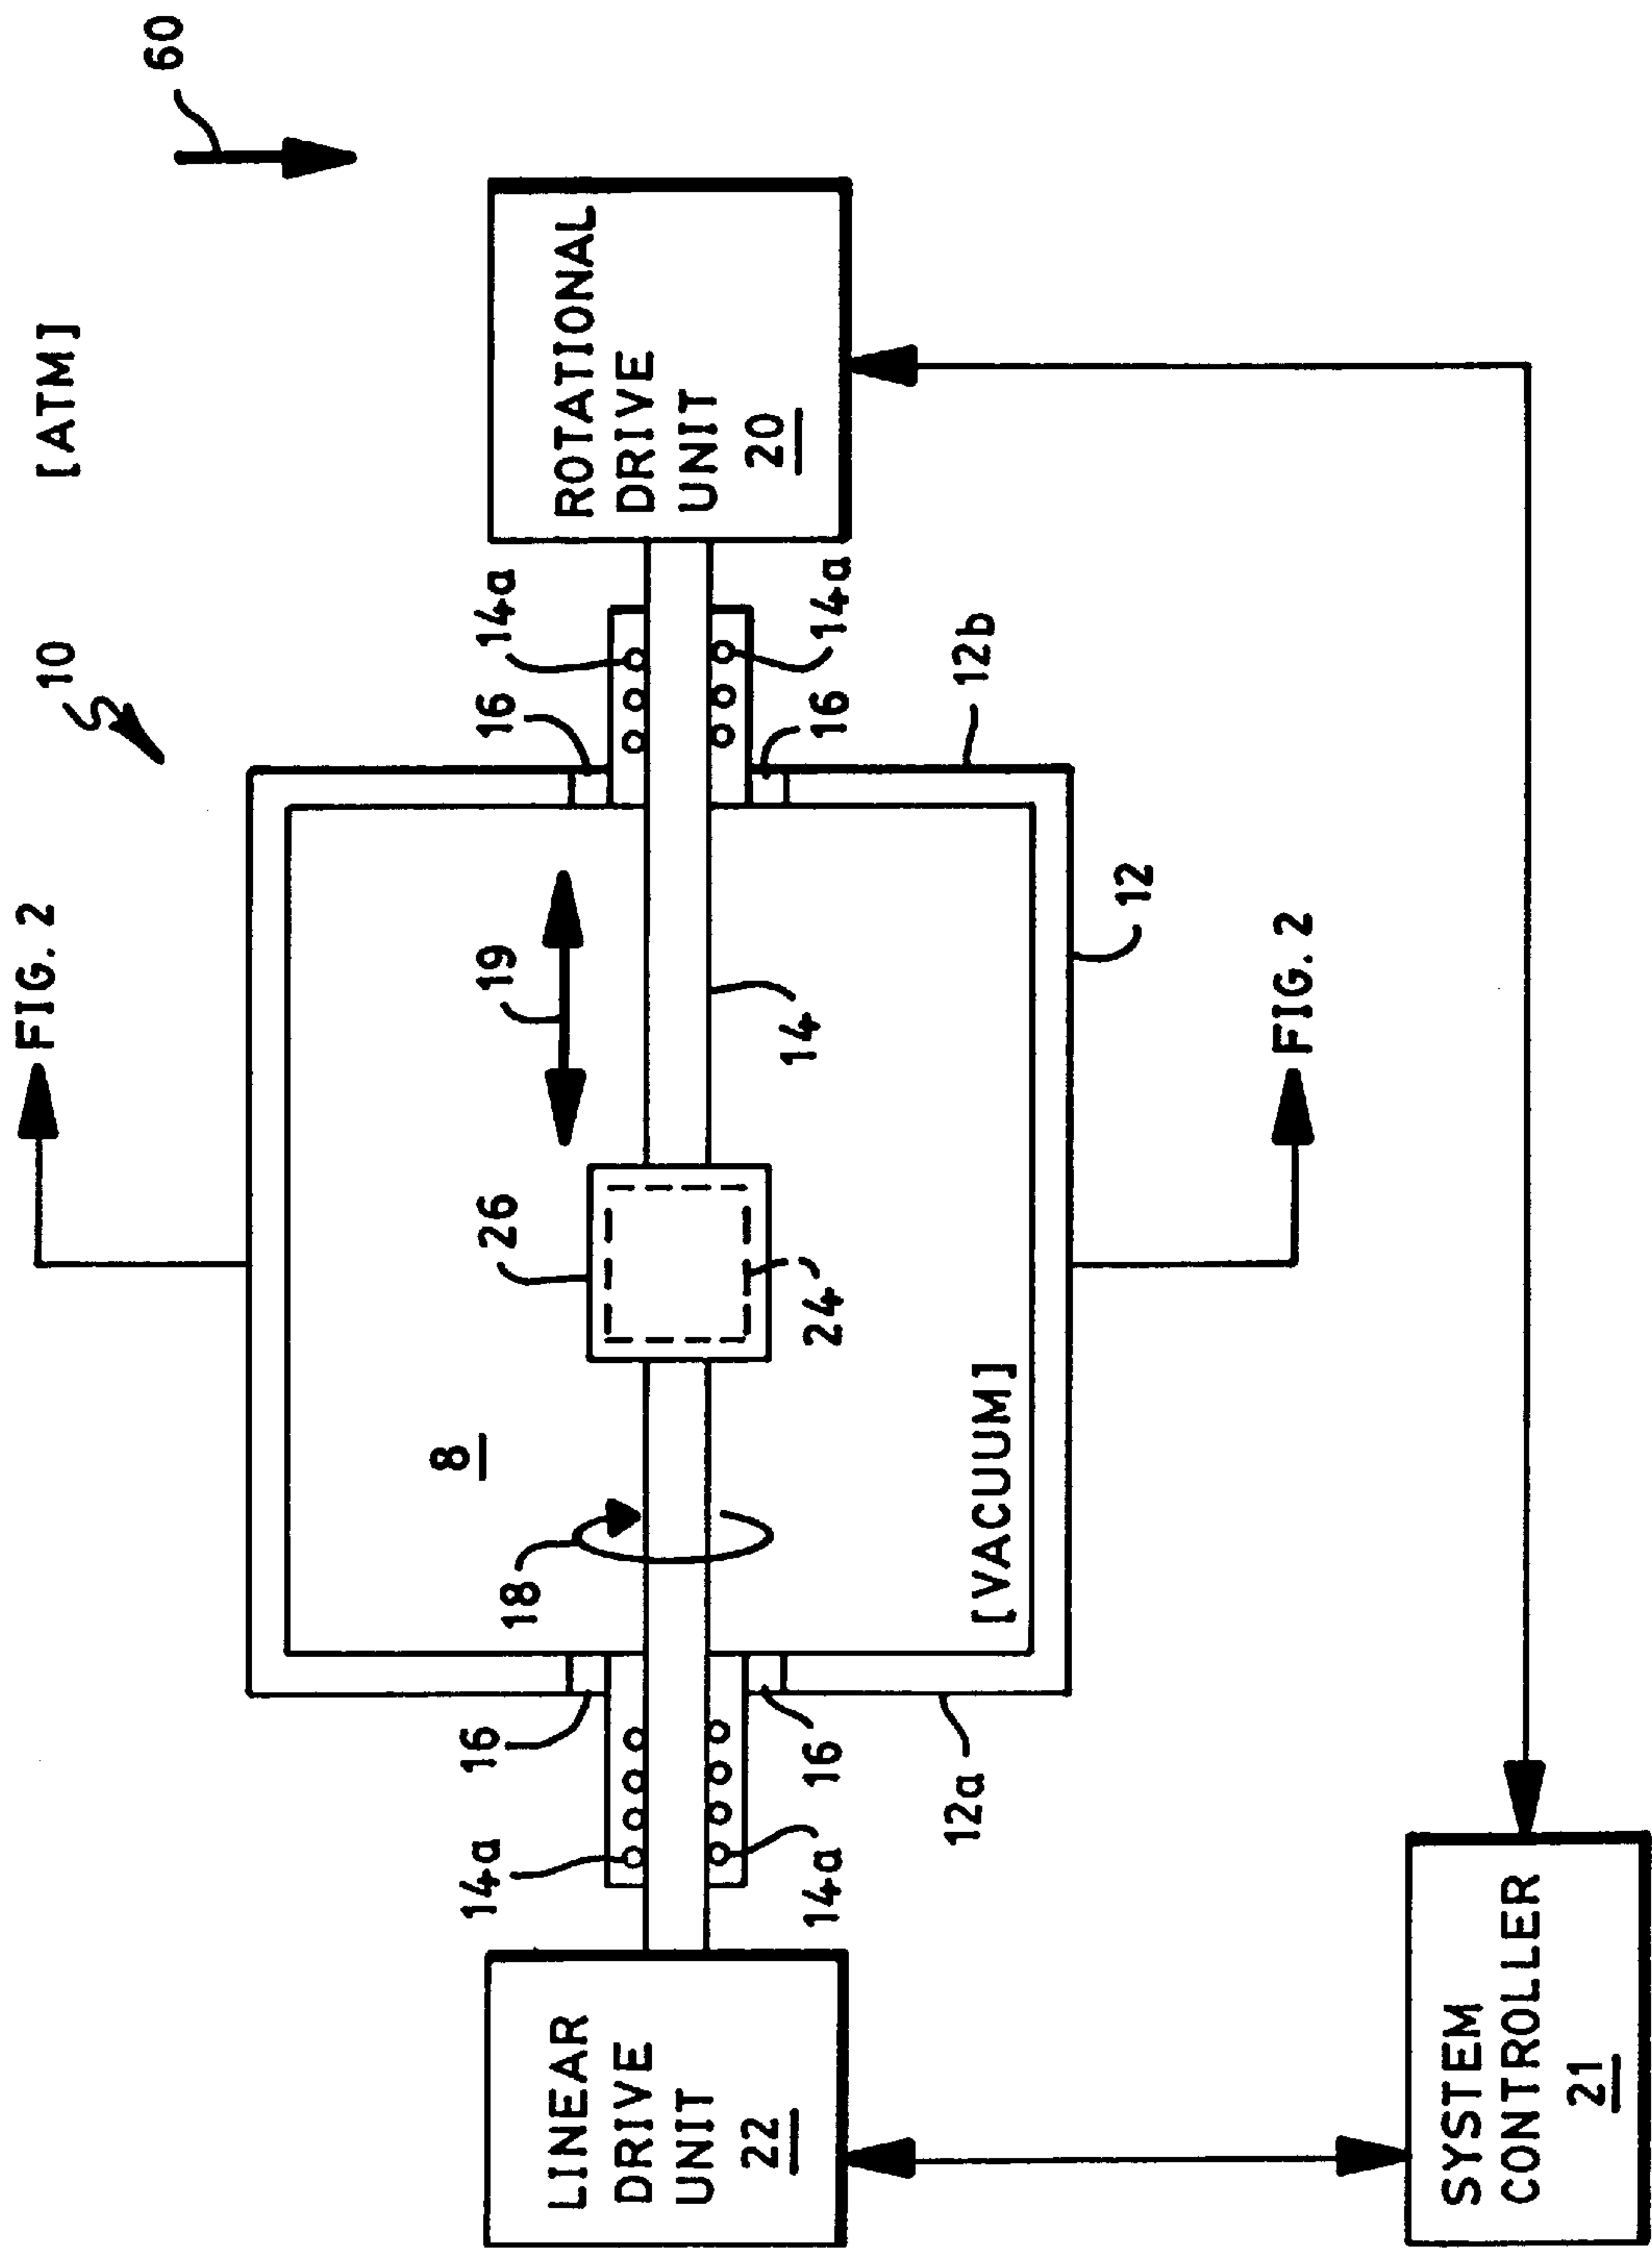 [ATM]
60
10
FIG. 2
ROTATIONAL
DRIVE
UNIT
20
14a
14a
16
16
12b
19
14
12
FIG. 2
26
24
8
18
[VACUUM]
16
16
12a
14a
14a
LINEAR
DRIVE
UNIT
22
SYSTEM
CONTROLLER
21